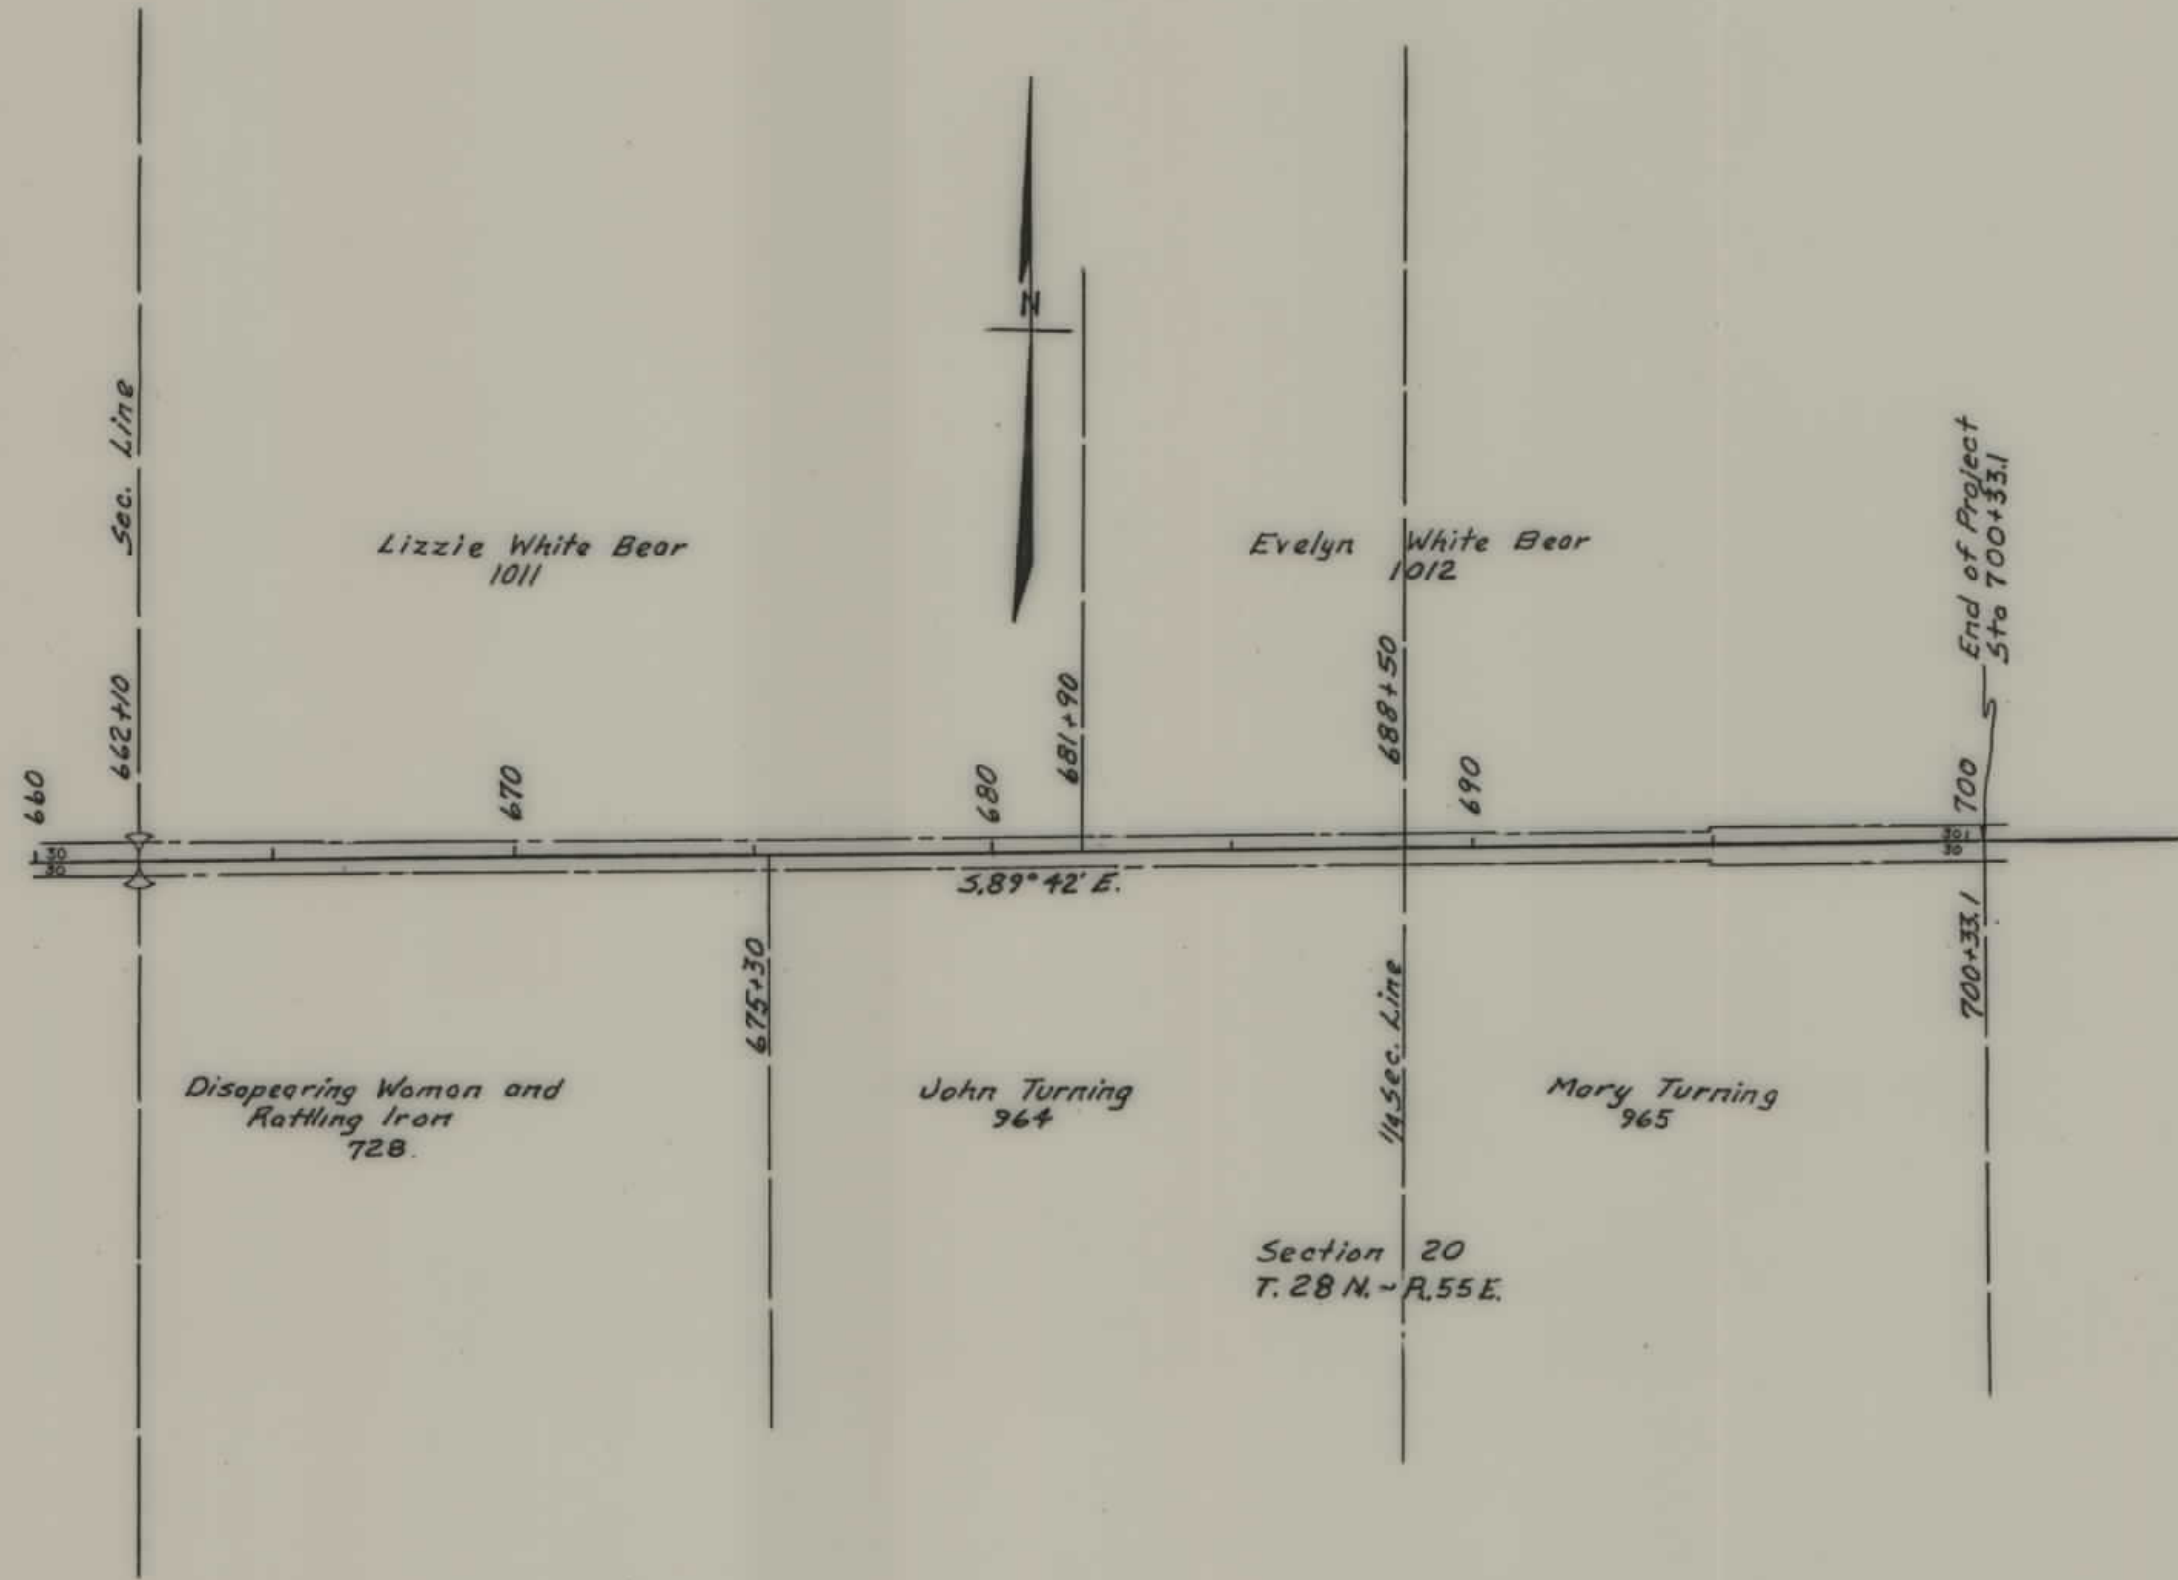 Sec. Line
N
Lizzie White Bear
1011
Evelyn White Bear
1012
End of Project
Sta 700+33.1
660
662+10
670
680
681+90
688+50
690
700
30
30
30
30
S.89°42' E.
675+30
1/4 Sec. Line
700+33.1
Disapearing Woman and
Rattling Iron
728.
John Turning
964
Mary Turning
965
Section 20
T. 28 N. ~ R. 55 E.